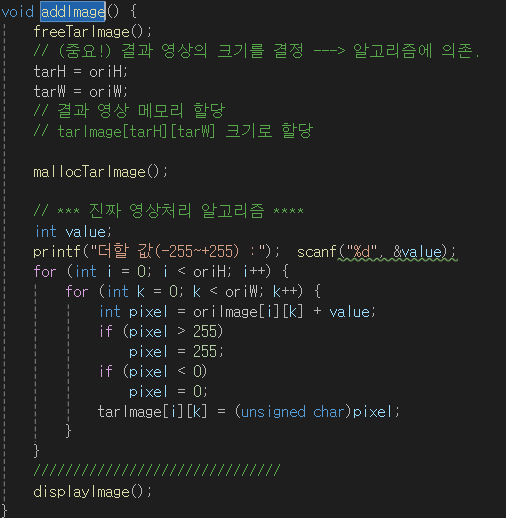 void addImage() {
freeTarImage();
// (중요!) 결과 영상의 크기를 결정 ---> 알고리즘에 의존.
tarH = oriH;
tarW = oriW;
// 결과 영상 메모리 할당
// tarImage[tarH][tarW] 크기로 할당
mallocTarImage();
// *** 진짜 영상처리 알고리즘 ****
int value;
printf("더할 값(-255~+255) :");  scanf("%d", &value);
for (int i = 0; i < oriH; i++) {
for (int k = 0; k < oriW; k++) {
int pixel = oriImage[i][k] + value;
if (pixel > 255)
pixel = 255;
if (pixel < 0)
pixel = 0;
tarImage[i][k] = (unsigned char)pixel;
}
}
///////////////////////////////
displayImage();
}